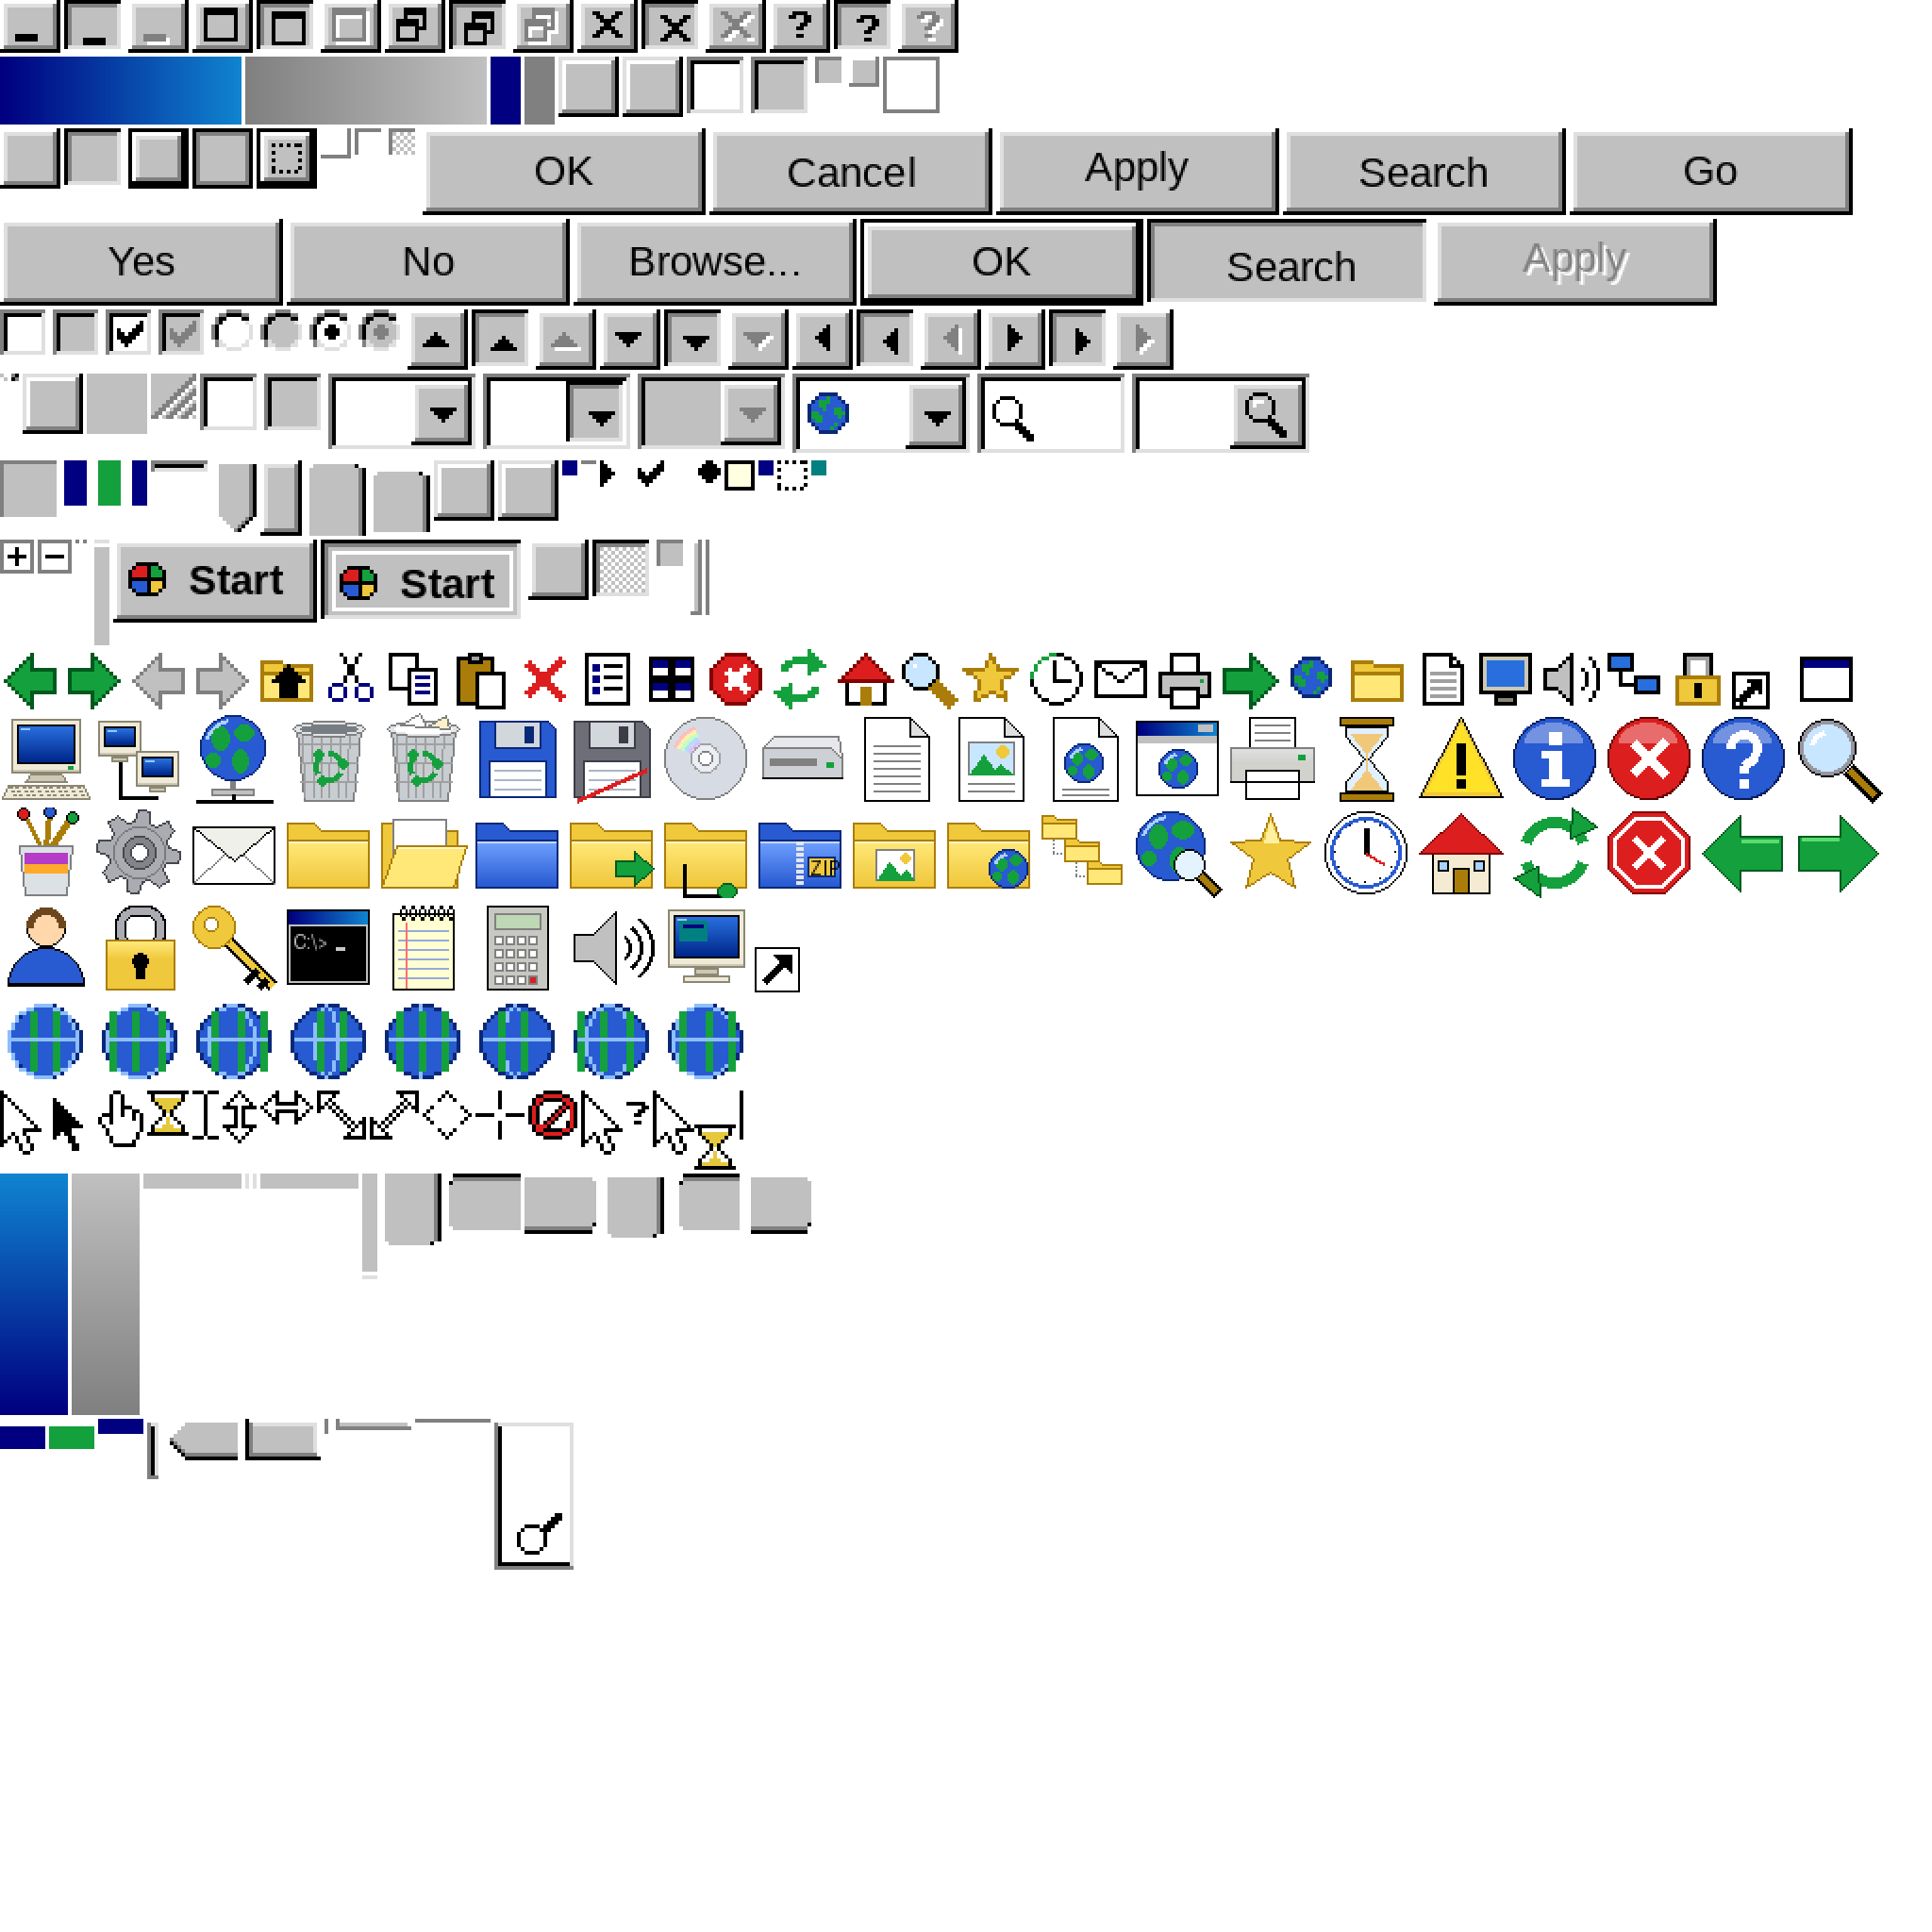 ? ? ?
OK Cancel Apply Search Go
Yes No Browse... OK Search Apply
Start Start
ZIP
C:\> _
?